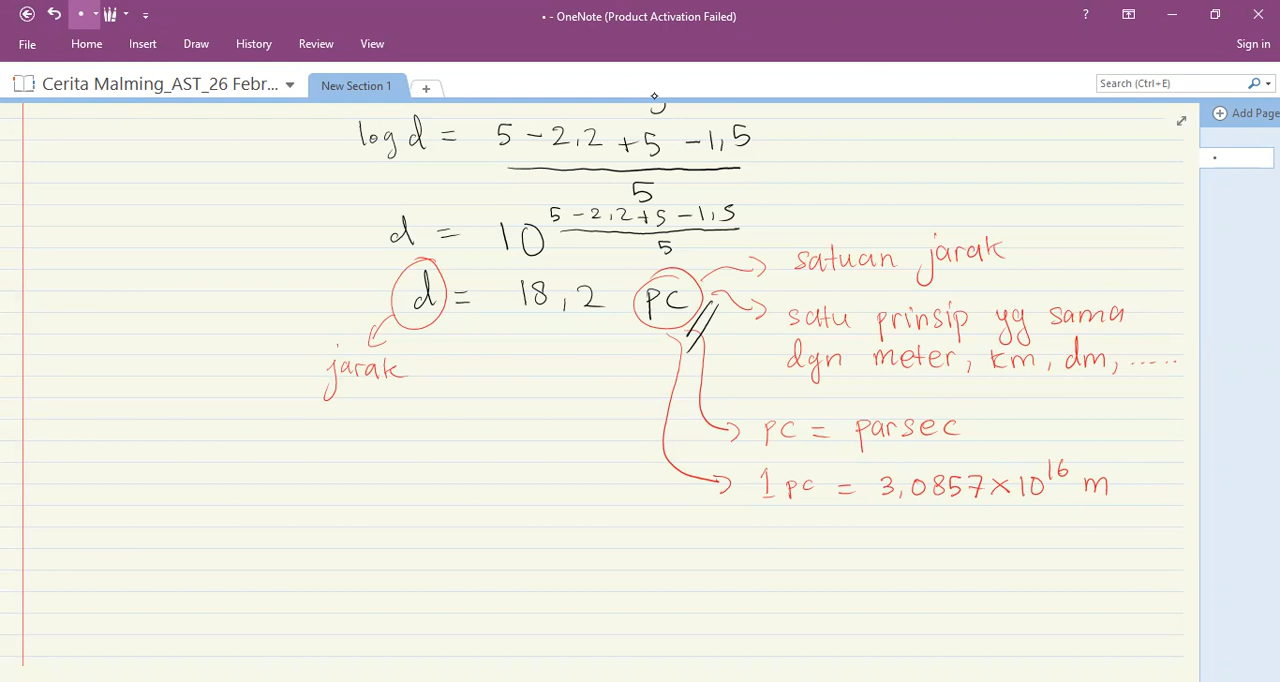 • - OneNote (Product Activation Failed)
?
File Home Insert Draw History Review View
Sign in
Cerita Malming_AST_26 Febr...
New Section 1
Search (Ctrl+E)
Add Page
log d = 5 - 2,2 + 5 - 1,5
5
d = 10 5 - 2,2 + 5 - 1,5
5
d = 18,2 pc
jarak
satuan jarak
satu prinsip yg sama
dgn meter, km, dm, .....
pc = parsec
1 pc = 3,0857 × 10^16 m